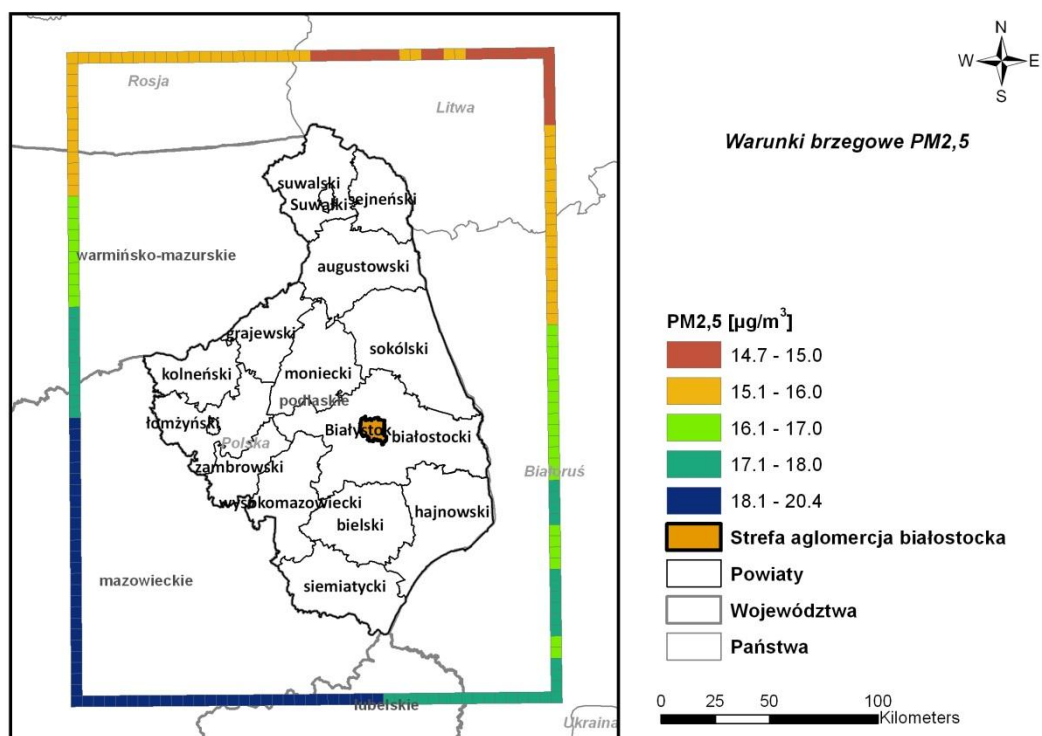 Rosja
Litwa
suwalski
Suwałki
sejneński
warmińsko-mazurskie
augustowski
grajewski
sokólski
kolneński
moniecki
podlaskie
łomżyński
Białystok
białostocki
Polska
zambrowski
Białoruś
wysokomazowiecki
hajnowski
bielski
mazowieckie
siemiatycki
lubelskie
Ukraina
N
W E
S
Warunki brzegowe PM2,5
PM2,5 [µg/m³]
14.7 - 15.0
15.1 - 16.0
16.1 - 17.0
17.1 - 18.0
18.1 - 20.4
Strefa aglomercja białostocka
Powiaty
Województwa
Państwa
0 25 50 100
Kilometers